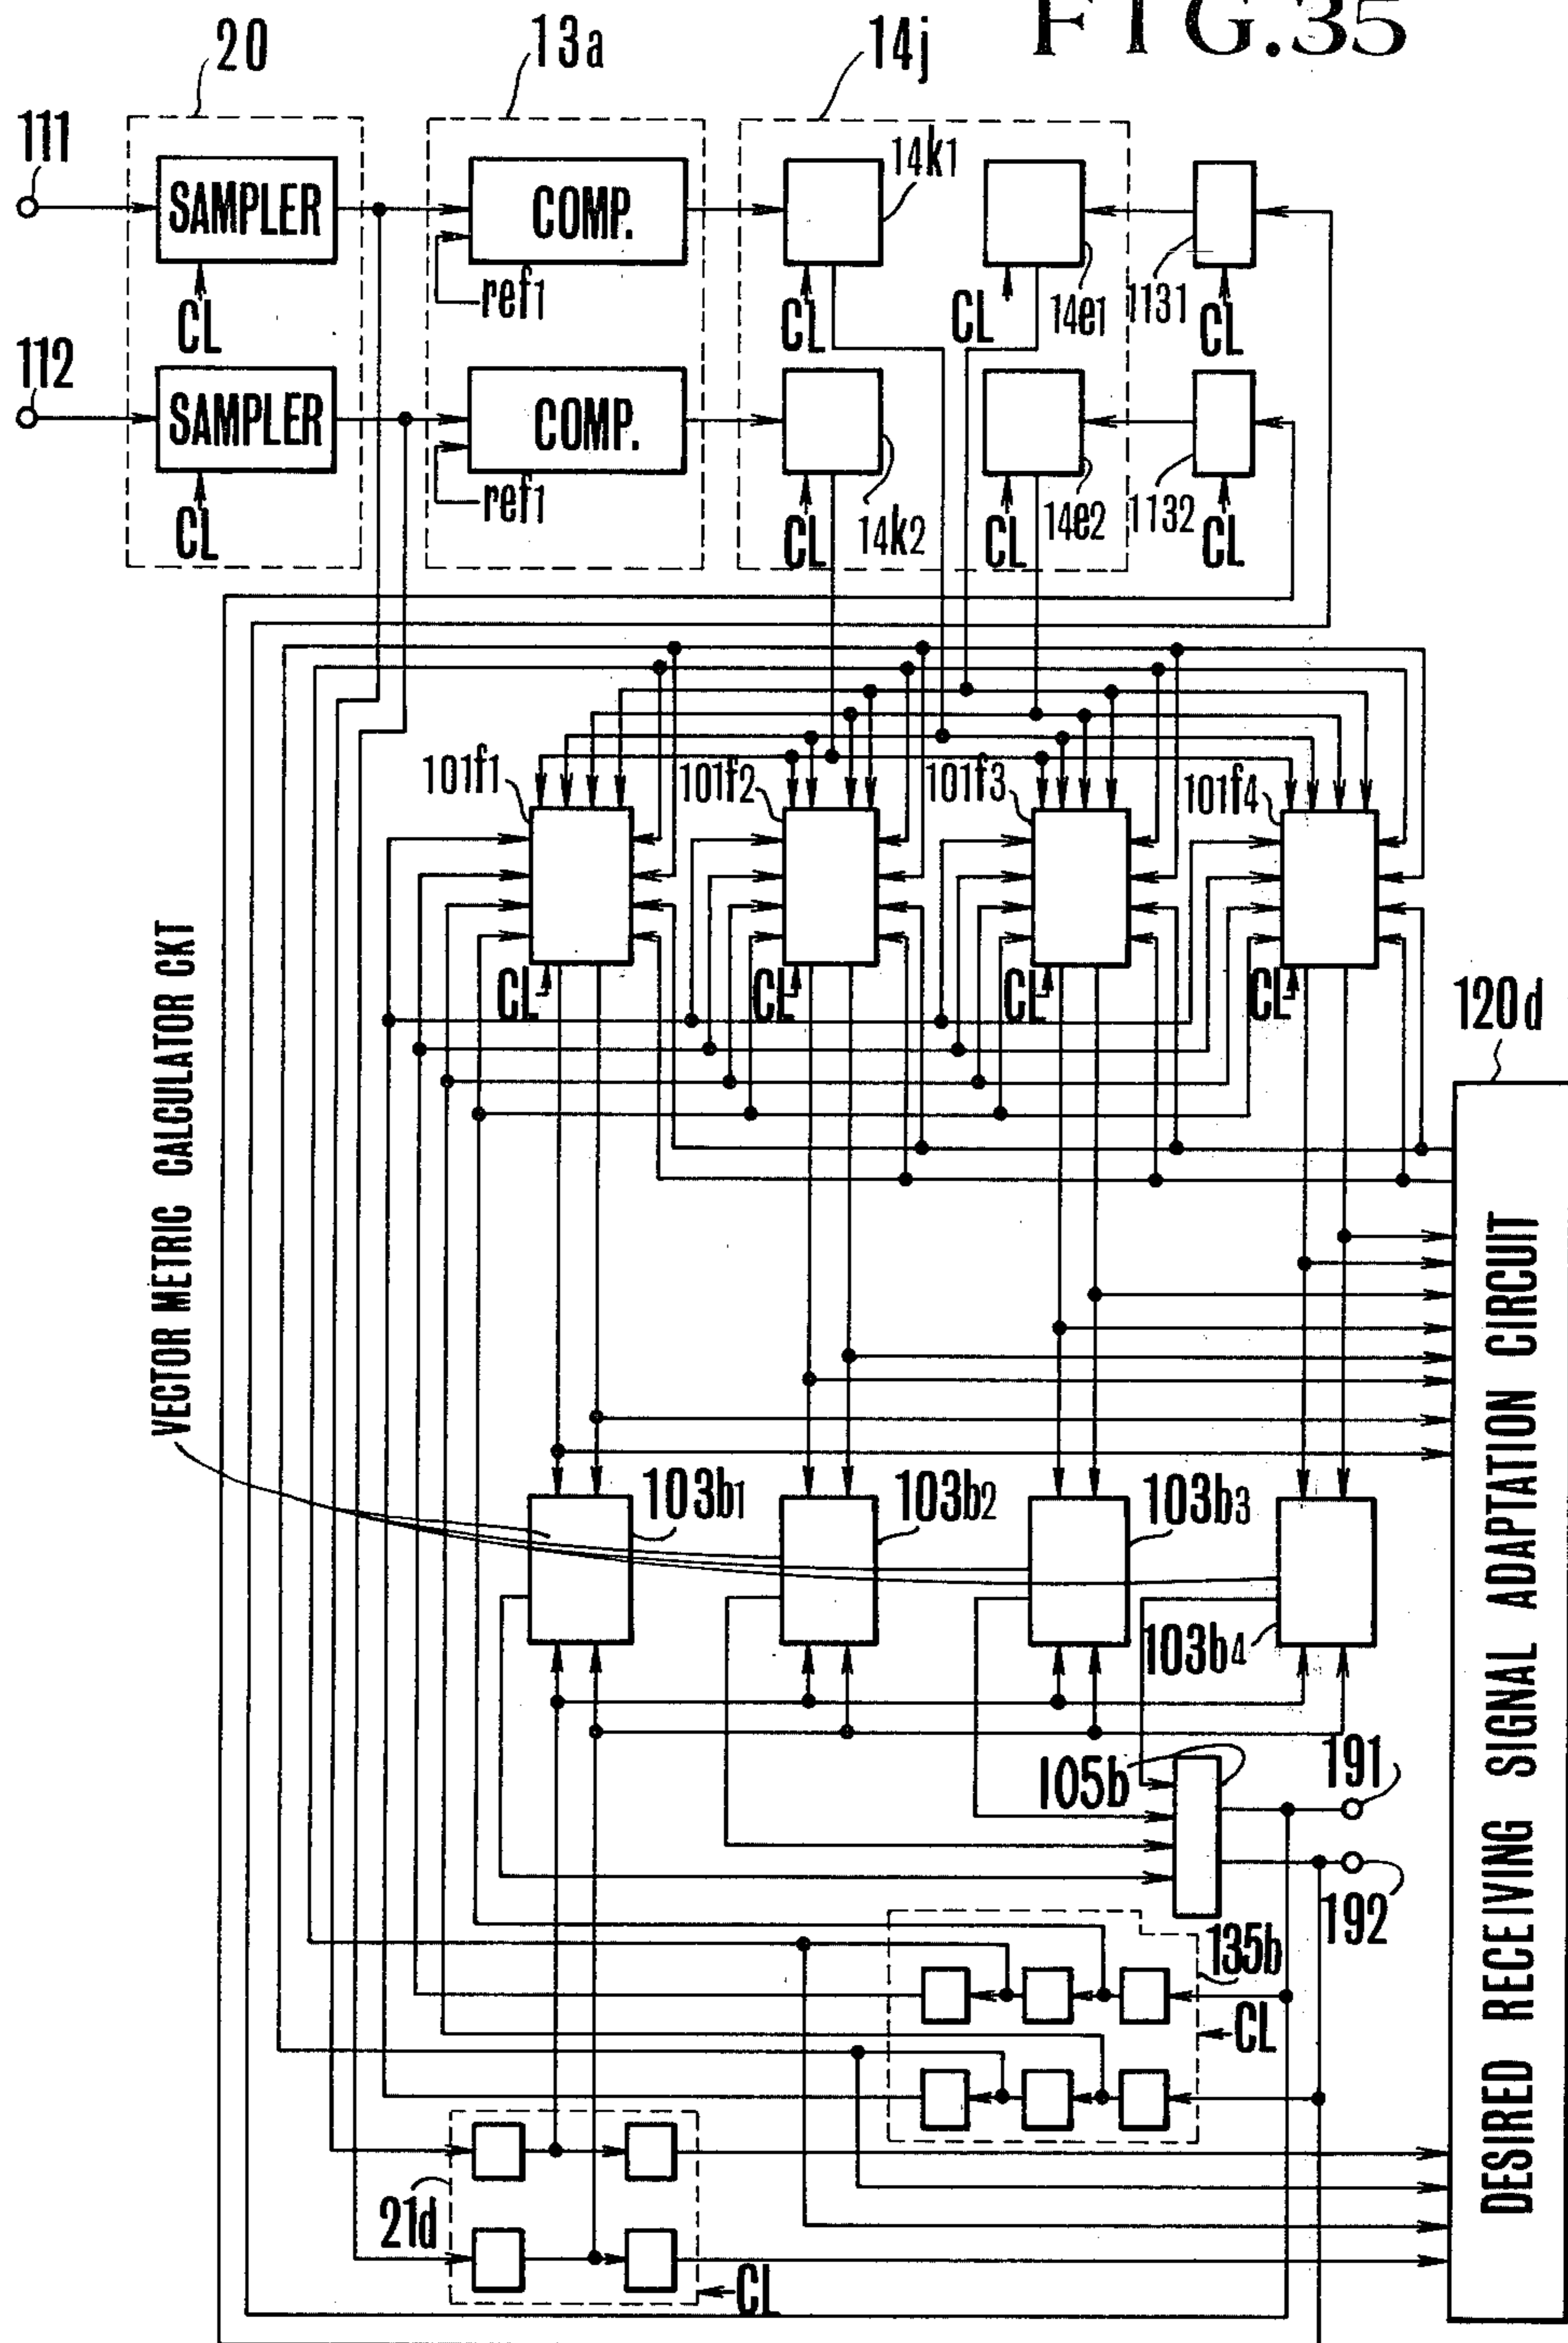 FIG.35
20
13a
14j
111
SAMPLER
COMP.
14k1
CL
ref1
CL
CL
14e1
1131
CL
112
SAMPLER
COMP.
CL
ref1
CL
14k2
CL
14e2
1132
CL
101f1
101f2
101f3
101f4
CL
CL
CL
CL
120d
VECTOR METRIC CALCULATOR CKT
DESIRED RECEIVING SIGNAL ADAPTATION CIRCUIT
103b1
103b2
103b3
103b4
105b
191
192
135b
CL
21d
CL